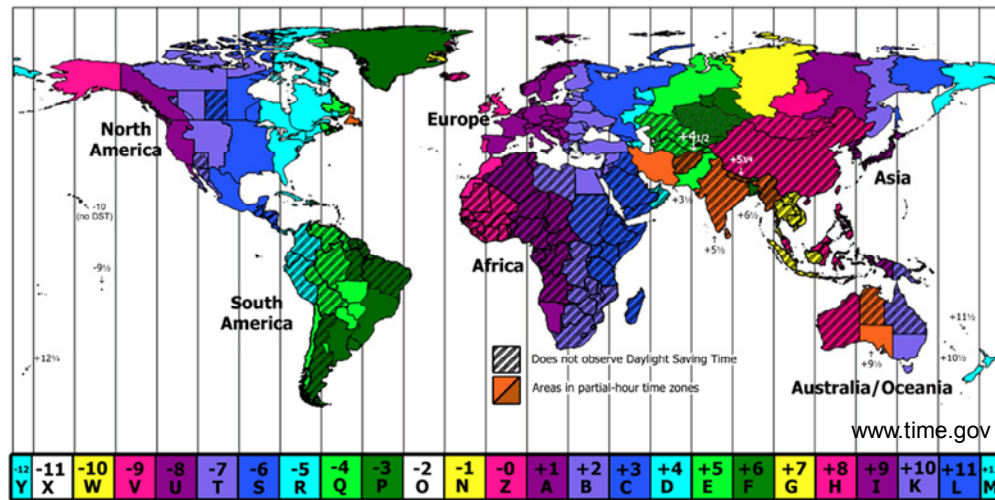 North
America
Europe
Asia
-10
(no DST)
-9½
+12¾
South
America
Africa
+4 1/2
+5¾
+3½
+6½
+5½
+11½
+10½
+9½
Does not observe Daylight Saving Time
Areas in partial-hour time zones
Australia/Oceania
www.time.gov
-12 -11 -10 -9 -8 -7 -6 -5 -4 -3 -2 -1 -0 +1 +2 +3 +4 +5 +6 +7 +8 +9 +10 +11
Y X W V U T S R Q P O N Z A B C D E F G H I K L M